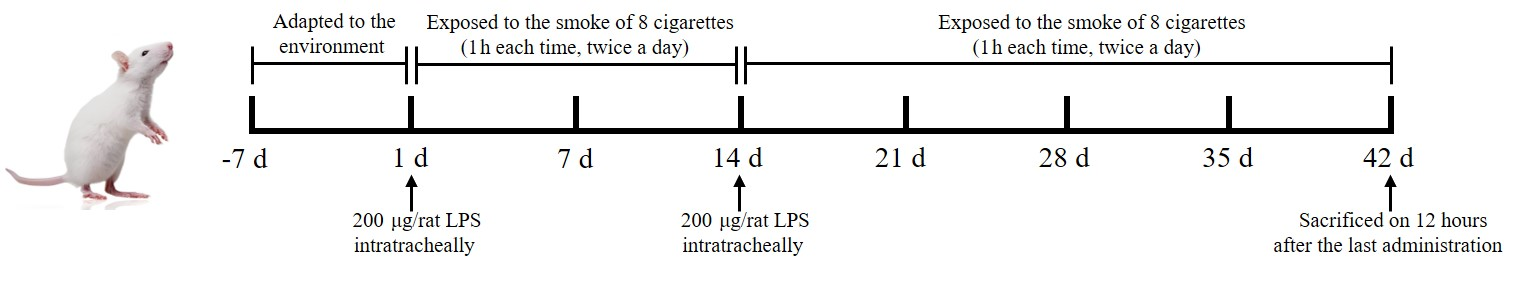 Adapted to the
environment
Exposed to the smoke of 8 cigarettes
(1h each time, twice a day)
Exposed to the smoke of 8 cigarettes
(1h each time, twice a day)
-7 d
1 d
7 d
14 d
21 d
28 d
35 d
42 d
200 μg/rat LPS
intratracheally
200 μg/rat LPS
intratracheally
Sacrificed on 12 hours
after the last administration